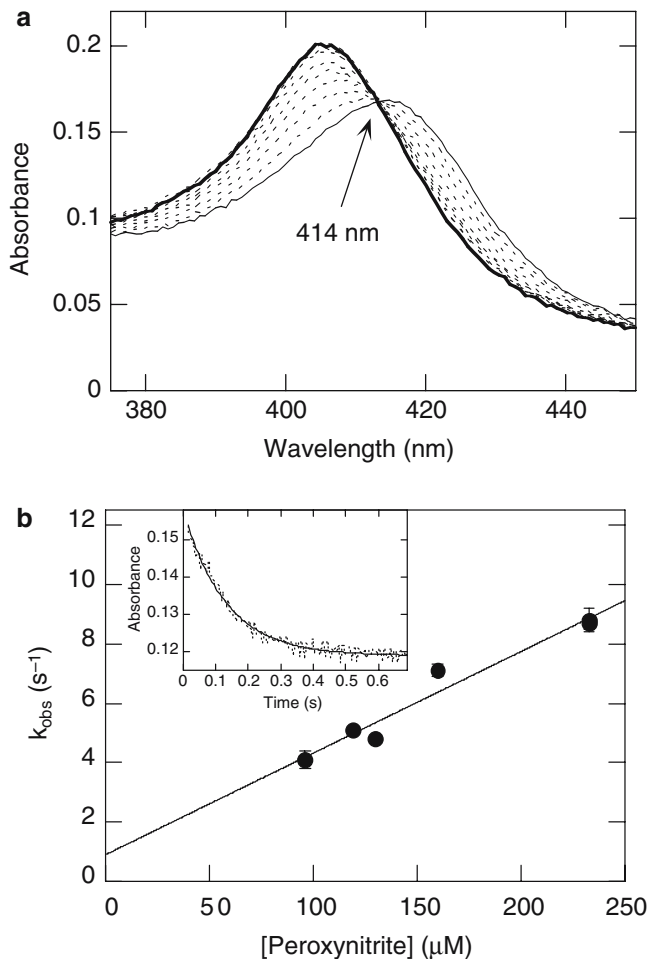 a
0.2
0.15
0.1
0.05
0
Absorbance
414 nm
380
400
420
440
Wavelength (nm)
b
12
10
8
6
4
2
0
k_obs (s⁻¹)
0.15
0.14
0.13
0.12
Absorbance
0 0.1 0.2 0.3 0.4 0.5 0.6
Time (s)
0 50 100 150 200 250
[Peroxynitrite] (μM)